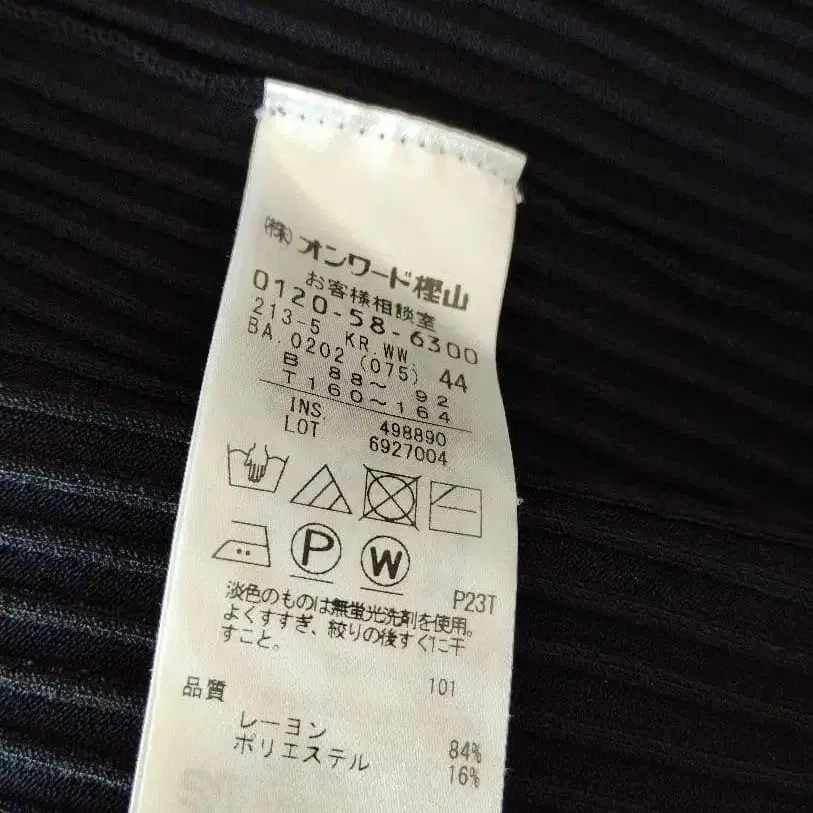 ㈱オンワード樫山
お客様相談室
0120-58-6300
213-5 KR.WW
BA.0202 (075) 44
B 88～ 92
T 160～164
INS. 498890
LOT 6927004
P
W
P23T
淡色のものは無蛍光洗剤を使用。
よくすすぎ、絞りの後すぐに干
すこと。
品質 101
レーヨン 84%
ポリエステル 16%